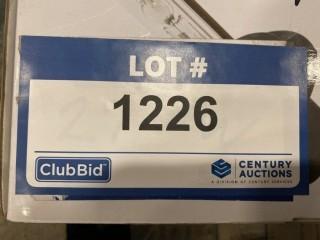 LOT #
1226
ClubBid
CENTURY
AUCTIONS
A DIVISION OF CENTURY SERVICES